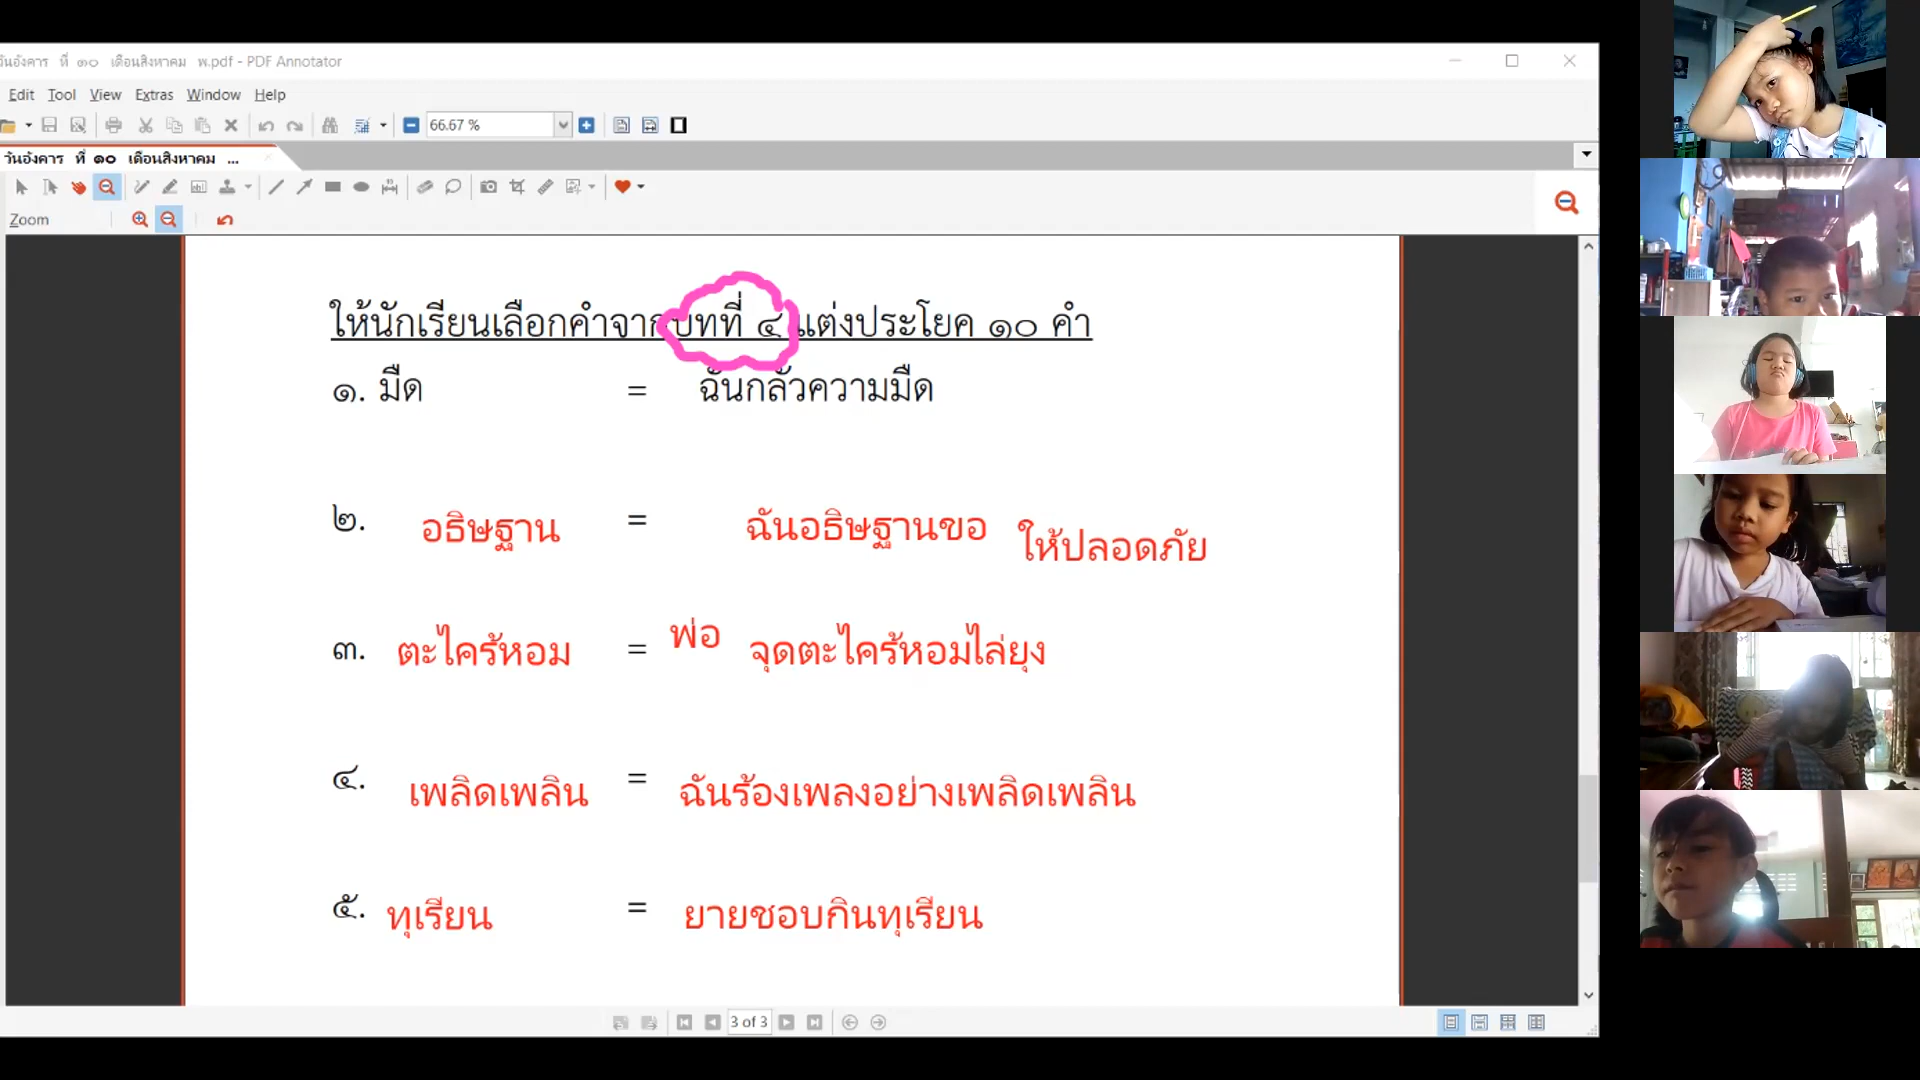 วันอังคาร ที่ ๑๐ เดือนสิงหาคม พ.pdf - PDF Annotator
Edit Tool View Extras Window Help
66.67 %
วันอังคาร ที่ ๑๐ เดือนสิงหาคม ...
Zoom
ให้นักเรียนเลือกคำจากบทที่ ๔ แต่งประโยค ๑๐ คำ
๑. มืด = ฉันกลัวความมืด
๒. อธิษฐาน = ฉันอธิษฐานขอ ให้ปลอดภัย
๓. ตะไคร้หอม = พ่อ จุดตะไคร้หอมไล่ยุง
๔. เพลิดเพลิน = ฉันร้องเพลงอย่างเพลิดเพลิน
๕. ทุเรียน = ยายชอบกินทุเรียน
3 of 3